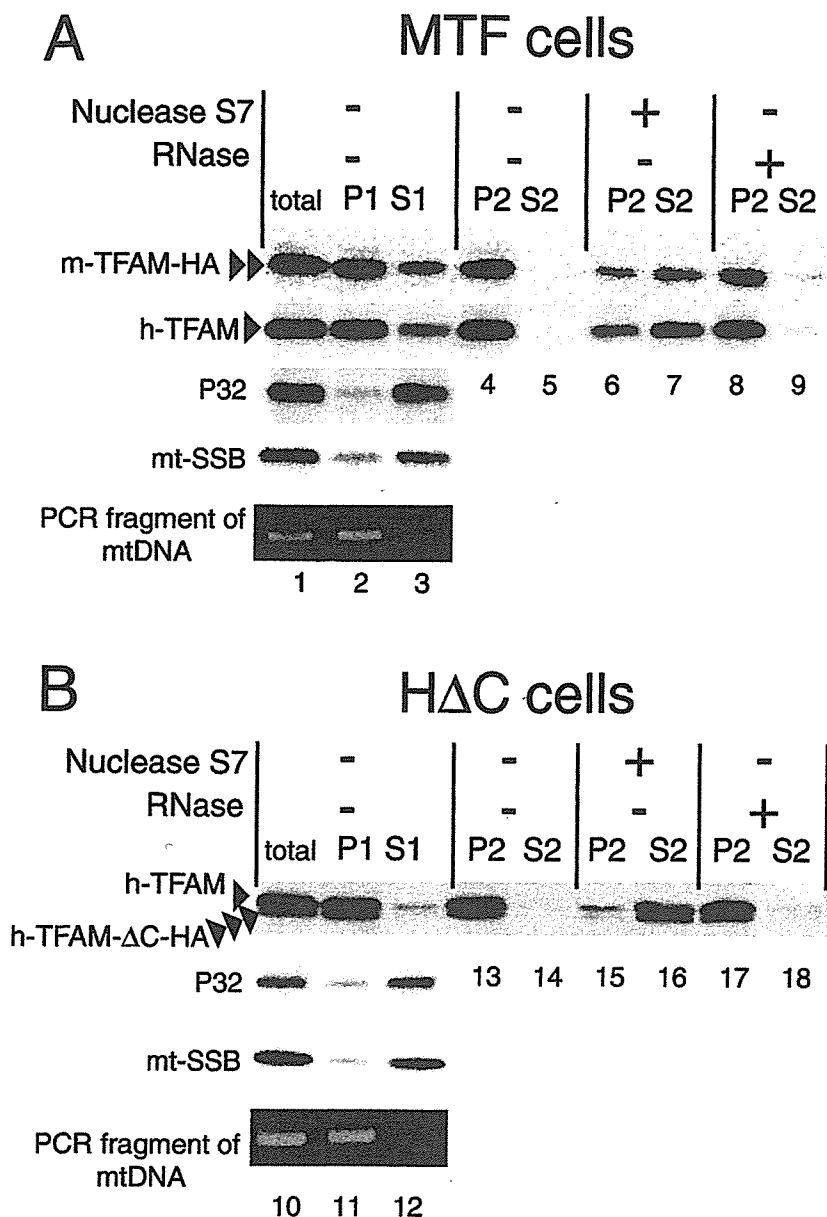 A MTF cells
Nuclease S7 - - + -
RNase - - - +
total P1 S1 P2 S2 P2 S2 P2 S2
m-TFAM-HA
h-TFAM
P32
4 5 6 7 8 9
mt-SSB
PCR fragment of
mtDNA
1 2 3
B HΔC cells
Nuclease S7 - - + -
RNase - - - +
total P1 S1 P2 S2 P2 S2 P2 S2
h-TFAM
h-TFAM-ΔC-HA
P32
13 14 15 16 17 18
mt-SSB
PCR fragment of
mtDNA
10 11 12